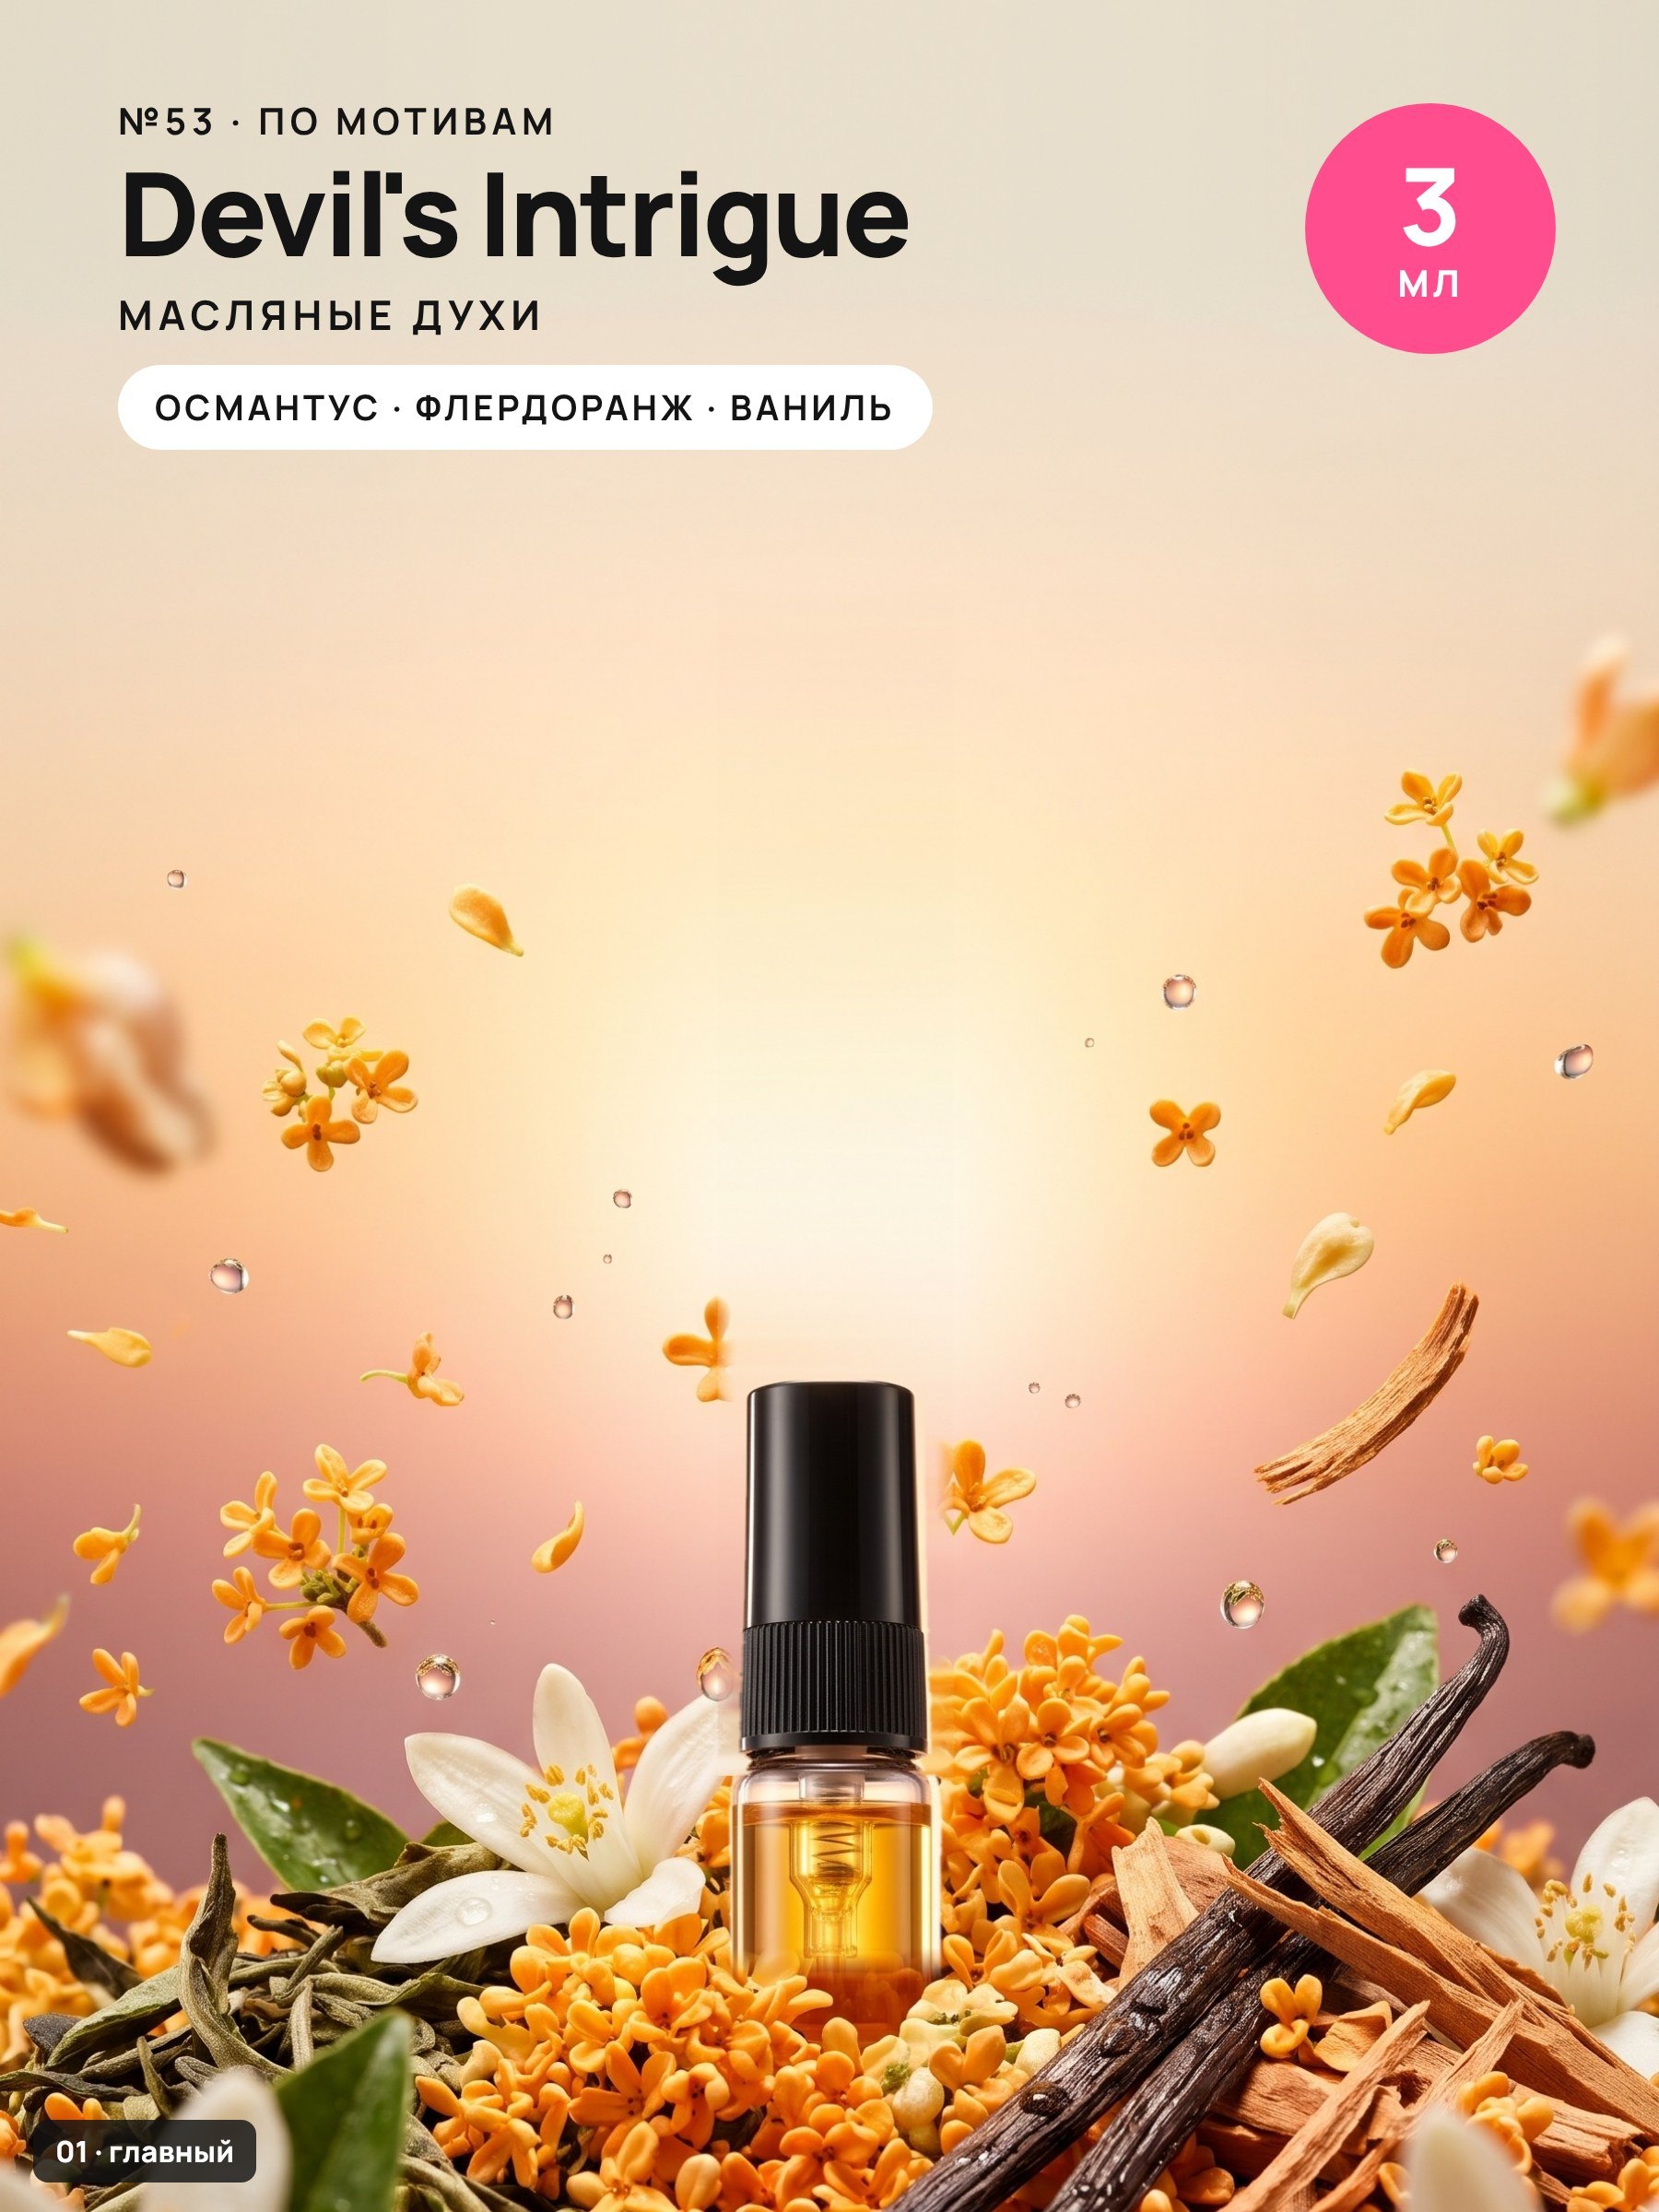 №53 · ПО МОТИВАМ
Devil's Intrigue
МАСЛЯНЫЕ ДУХИ
ОСМАНТУС · ФЛЕРДОРАНЖ · ВАНИЛЬ
3
МЛ
01 · главный